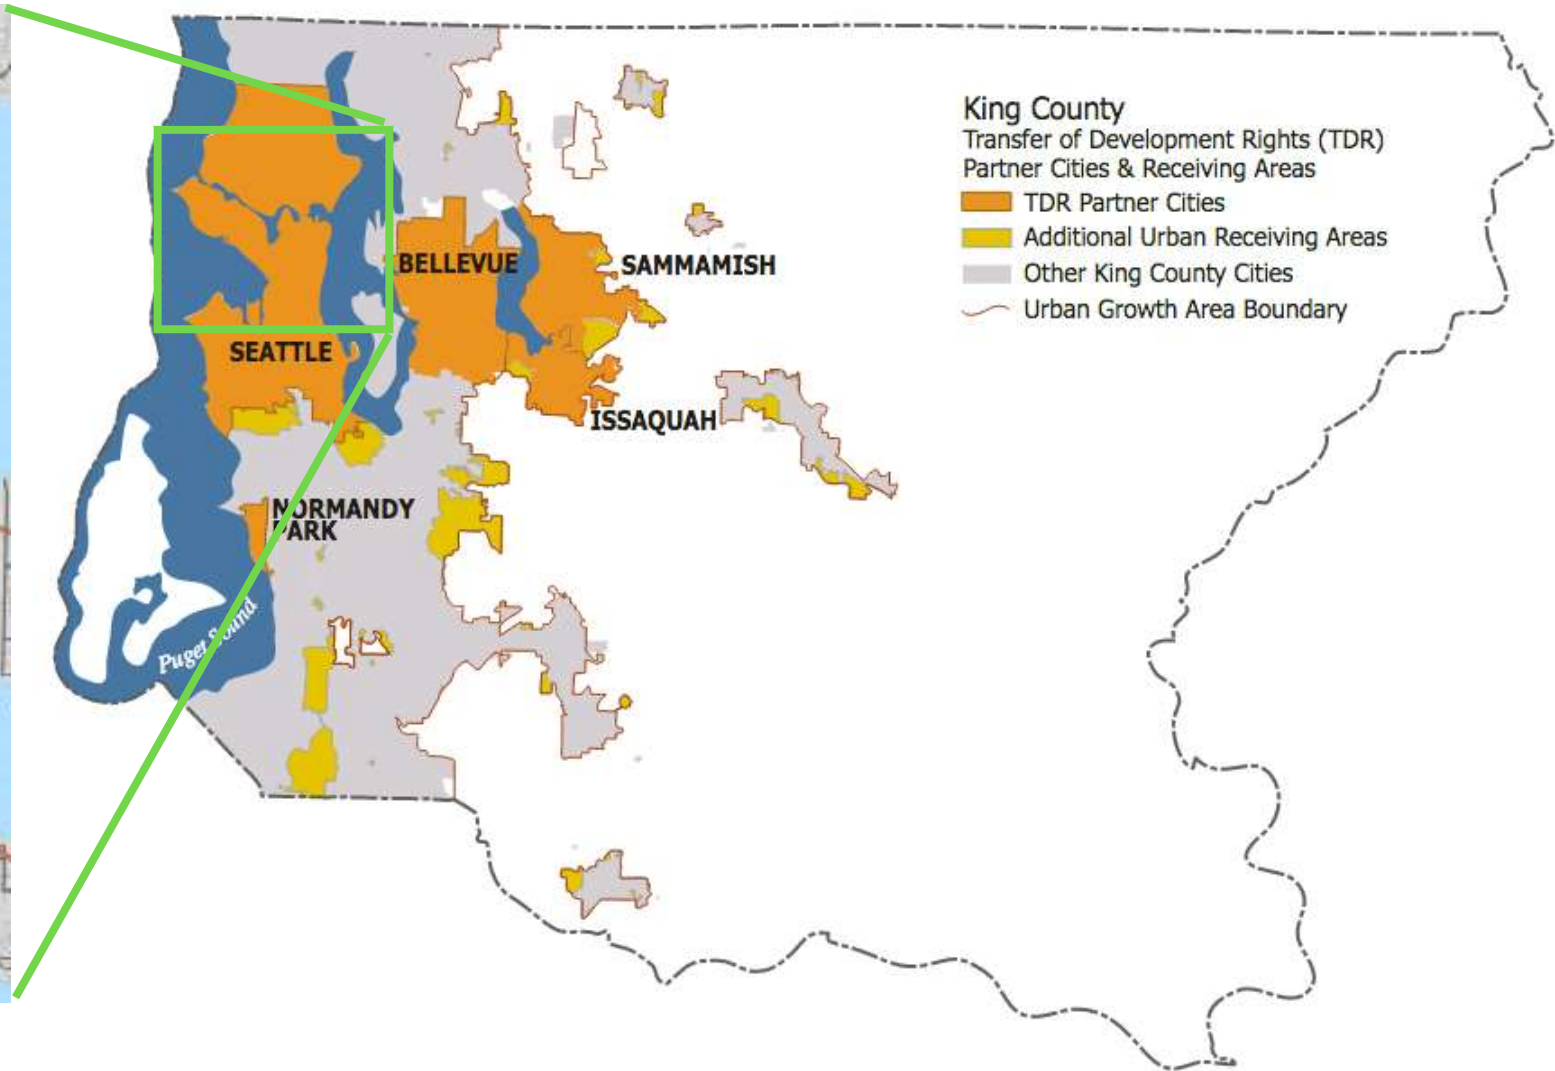 King County
Transfer of Development Rights (TDR)
Partner Cities & Receiving Areas
TDR Partner Cities
Additional Urban Receiving Areas
Other King County Cities
Urban Growth Area Boundary
BELLEVUE
SAMMAMISH
SEATTLE
ISSAQUAH
NORMANDY
PARK
Puget Sound